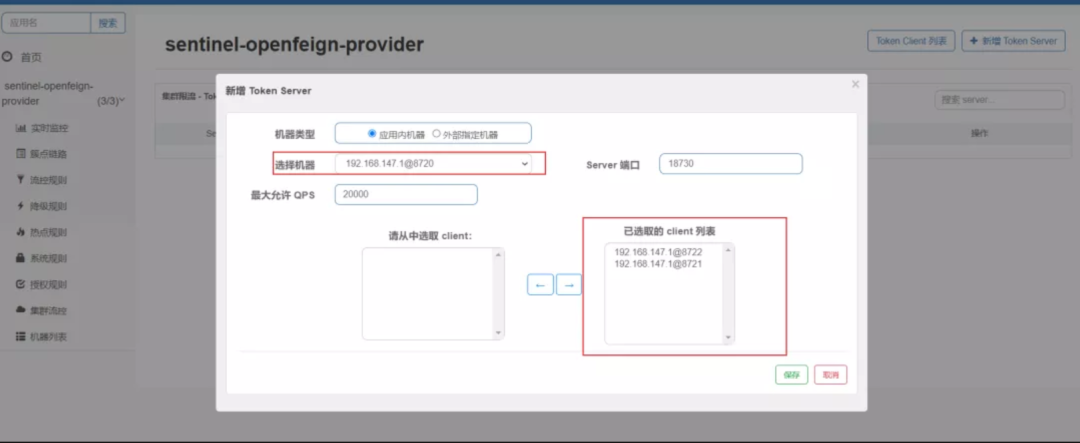 应用名
搜索
sentinel-openfeign-provider
Token Client 列表
+ 新增 Token Server
首页
sentinel-openfeign-
provider (3/3)
实时监控
簇点链路
流控规则
降级规则
热点规则
系统规则
授权规则
集群流控
机器列表
集群限流 - Tok
搜索 server...
Se
操作
新增 Token Server
机器类型
应用内机器
外部指定机器
选择机器
192.168.147.1@8720
Server 端口
18730
最大允许 QPS
20000
请从中选取 client:
已选取的 client 列表
192.168.147.1@8722
192.168.147.1@8721
←
→
保存
取消